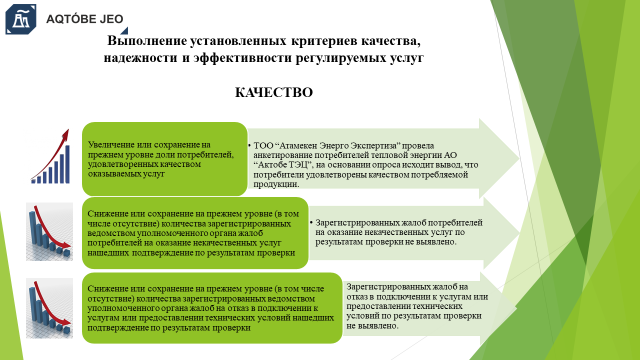 AQTÓBE JEO
Выполнение установленных критериев качества,
надежности и эффективности регулируемых услуг
КАЧЕСТВО
Увеличение или сохранение на
прежнем уровне доли потребителей,
удовлетворенных качеством
оказываемых услуг
• ТОО “Атамекен Энерго Экспертиза” провела
анкетирование потребителей тепловой энергии АО
“Актобе ТЭЦ”, на основании опроса исходит вывод, что
потребители удовлетворены качеством потребляемой
продукции.
Снижение или сохранение на прежнем уровне (в том
числе отсутствие) количества зарегистрированных
ведомством уполномоченного органа жалоб
потребителей на оказание некачественных услуг
нашедших подтверждение по результатам проверки
• Зарегистрированных жалоб потребителей
на оказание некачественных услуг по
результатам проверки не выявлено.
Снижение или сохранение на прежнем уровне (в том числе
отсутствие) количества зарегистрированных ведомством
уполномоченного органа жалоб на отказ в подключении к
услугам или предоставлении технических условий нашедших
подтверждение по результатам проверки
Зарегистрированных жалоб на
отказ в подключении к услугам или
предоставлении технических
условий по результатам проверки
не выявлено.